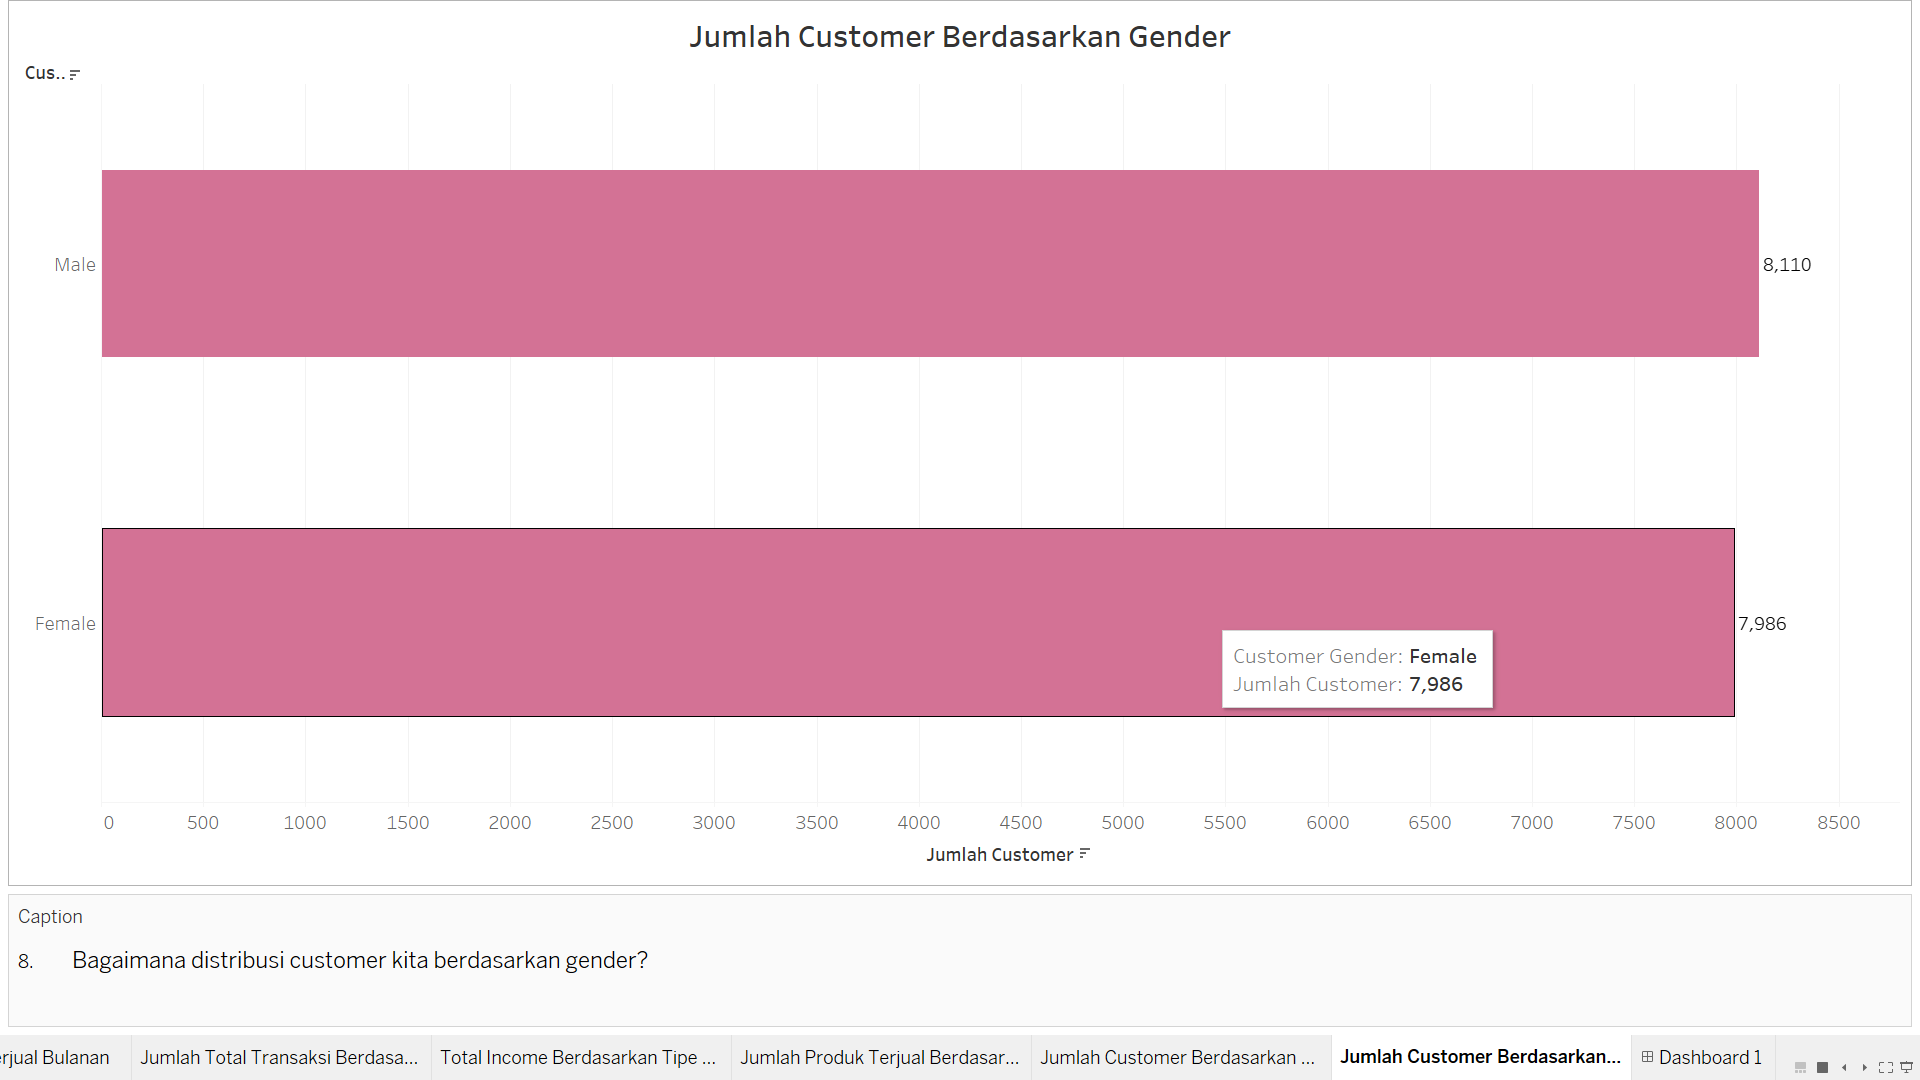 Jumlah Customer Berdasarkan Gender
Cus..
Male
8,110
Female
7,986
Customer Gender: Female
Jumlah Customer: 7,986
0 500 1000 1500 2000 2500 3000 3500 4000 4500 5000 5500 6000 6500 7000 7500 8000 8500
Jumlah Customer
Caption
8. Bagaimana distribusi customer kita berdasarkan gender?
erjual Bulanan Jumlah Total Transaksi Berdasa... Total Income Berdasarkan Tipe ... Jumlah Produk Terjual Berdasar... Jumlah Customer Berdasarkan ... Jumlah Customer Berdasarkan... Dashboard 1